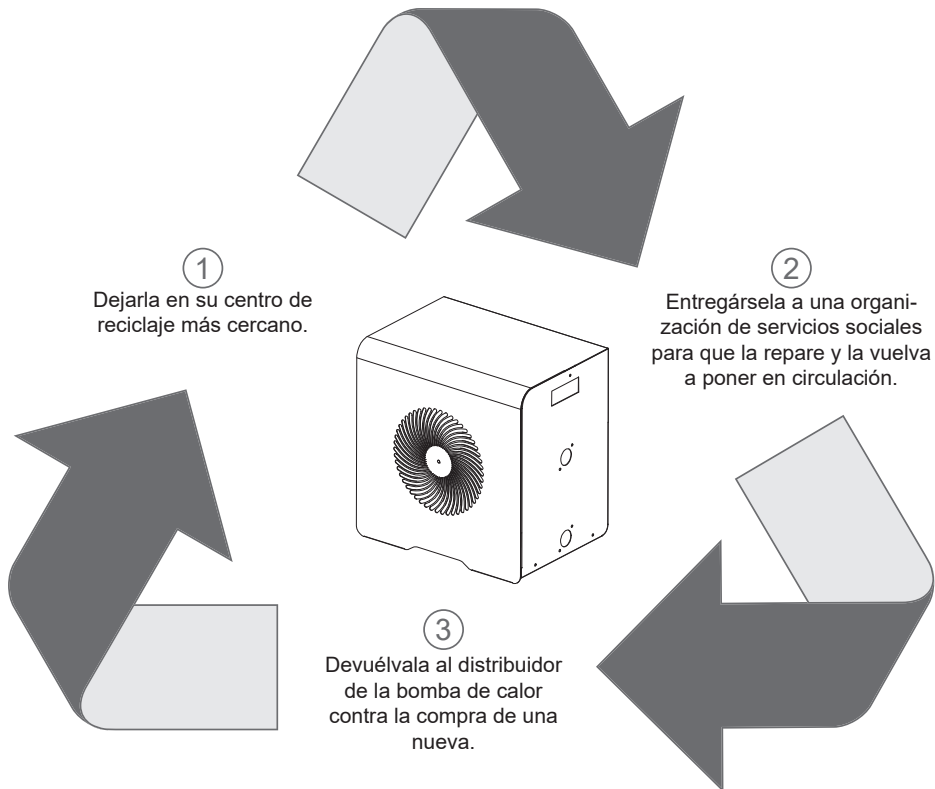 1
Dejarla en su centro de
reciclaje más cercano.
2
Entregársela a una organi-
zación de servicios sociales
para que la repare y la vuelva
a poner en circulación.
3
Devuélvala al distribuidor
de la bomba de calor
contra la compra de una
nueva.